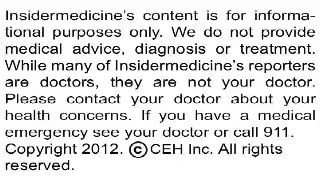 Insidermedicine's content is for informa-
tional purposes only. We do not provide
medical advice, diagnosis or treatment.
While many of Insidermedicine's reporters
are doctors, they are not your doctor.
Please contact your doctor about your
health concerns. If you have a medical
emergency see your doctor or call 911.
Copyright 2012. ©CEH Inc. All rights
reserved.